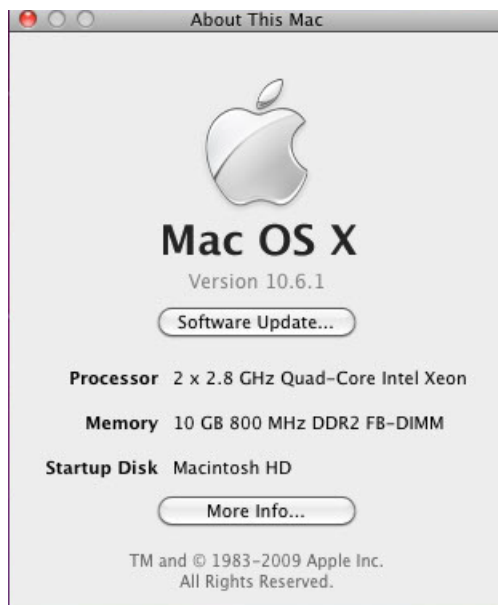 About This Mac
Mac OS X
Version 10.6.1
Software Update...
Processor 2 x 2.8 GHz Quad-Core Intel Xeon
Memory 10 GB 800 MHz DDR2 FB-DIMM
Startup Disk Macintosh HD
More Info...
TM and © 1983-2009 Apple Inc.
All Rights Reserved.